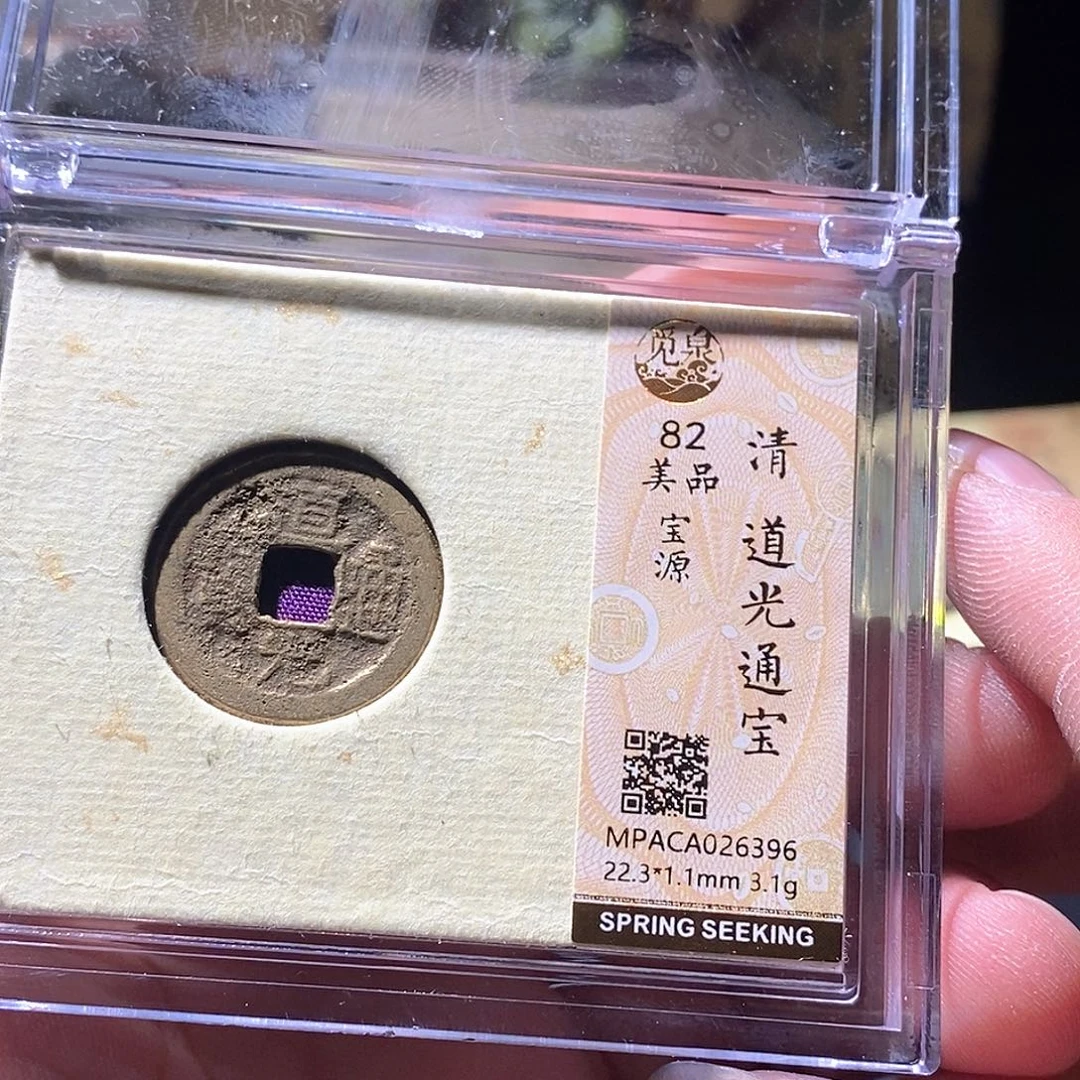 觅泉
清 道光通宝
82
美品
宝源
MPACA026396
22.3*1.1mm 3.1g
SPRING SEEKING
通